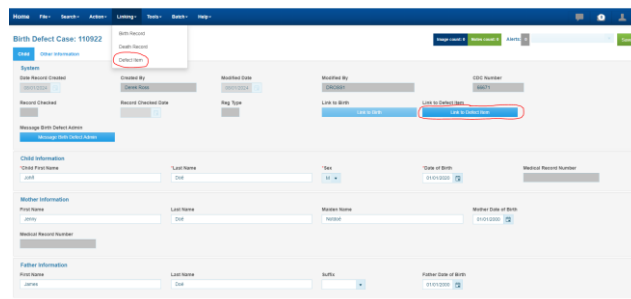 Home File Search Action Linking Tools Batch Help
Birth Record
Death Record
Defect Item
Birth Defect Case: 110922
Image count: 0 Notes count: 0 Alerts: 0
Child Other Information
System
Date Record Created Created By Modified Date Modified By CDC Number
Derek Ross
Record Checked Record Checked Date Reg Type Link to Birth Link to Defect Item
Link to Birth Link to Defect Item
Message Birth Defect Admin
Message Birth Defect Admin
Child Information
*Child First Name *Last Name *Sex *Date of Birth Medical Record Number
M 01/01/2020
Mother Information
First Name Last Name Maiden Name Mother Date of Birth
Jenny 01/01/2000
Medical Record Number
Father Information
First Name Last Name Suffix Father Date of Birth
James 01/01/2000